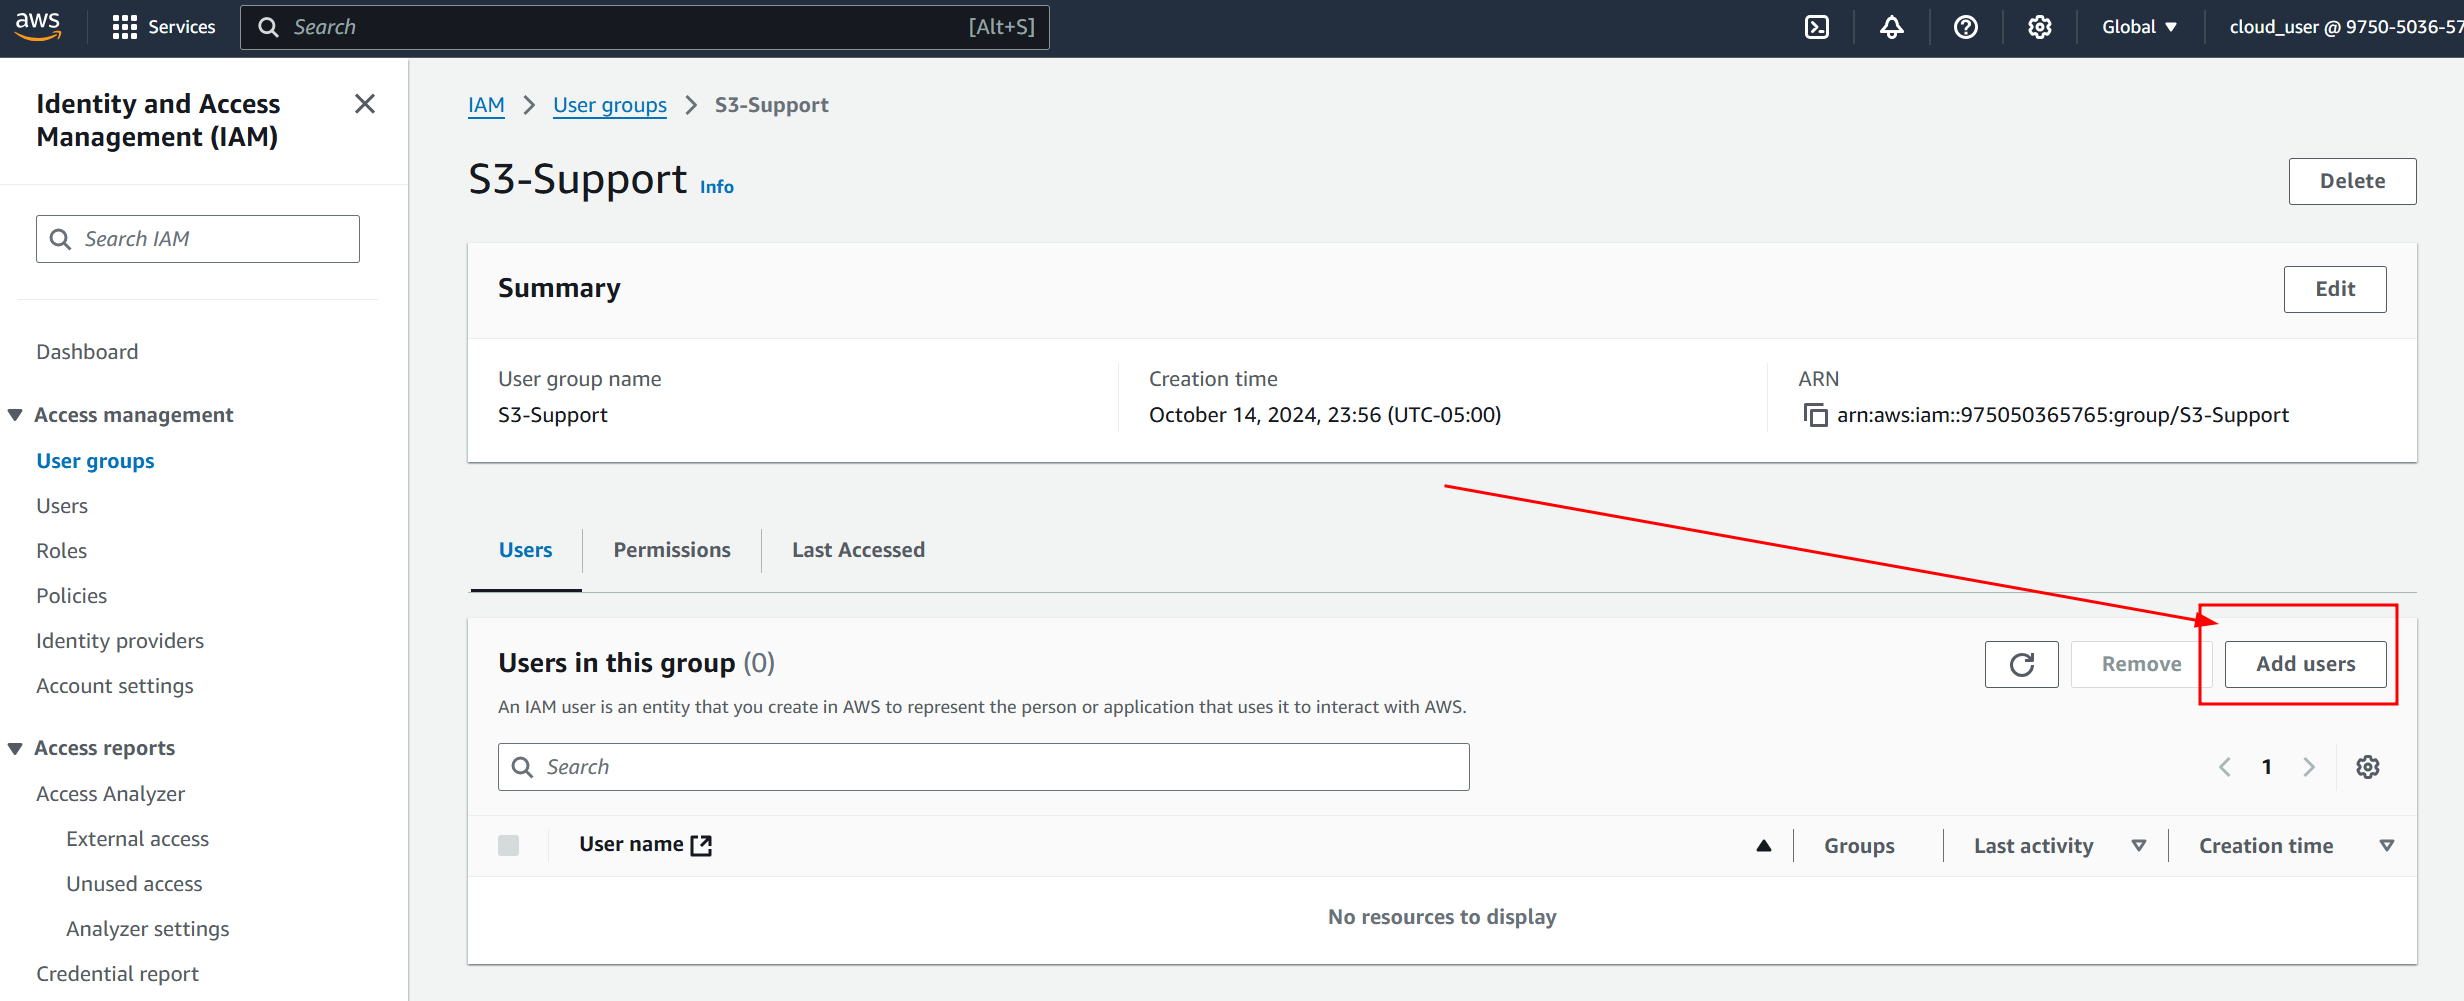 aws
Services
Search [Alt+S]
Global
cloud_user @ 9750-5036-57
Identity and Access
Management (IAM)
Search IAM
Dashboard
Access management
User groups
Users
Roles
Policies
Identity providers
Account settings
Access reports
Access Analyzer
External access
Unused access
Analyzer settings
Credential report
IAM > User groups > S3-Support
S3-Support Info
Delete
Summary
Edit
User group name
S3-Support
Creation time
October 14, 2024, 23:56 (UTC-05:00)
ARN
arn:aws:iam::975050365765:group/S3-Support
Users Permissions Last Accessed
Users in this group (0)
Remove
Add users
An IAM user is an entity that you create in AWS to represent the person or application that uses it to interact with AWS.
Search
1
User name Groups Last activity Creation time
No resources to display